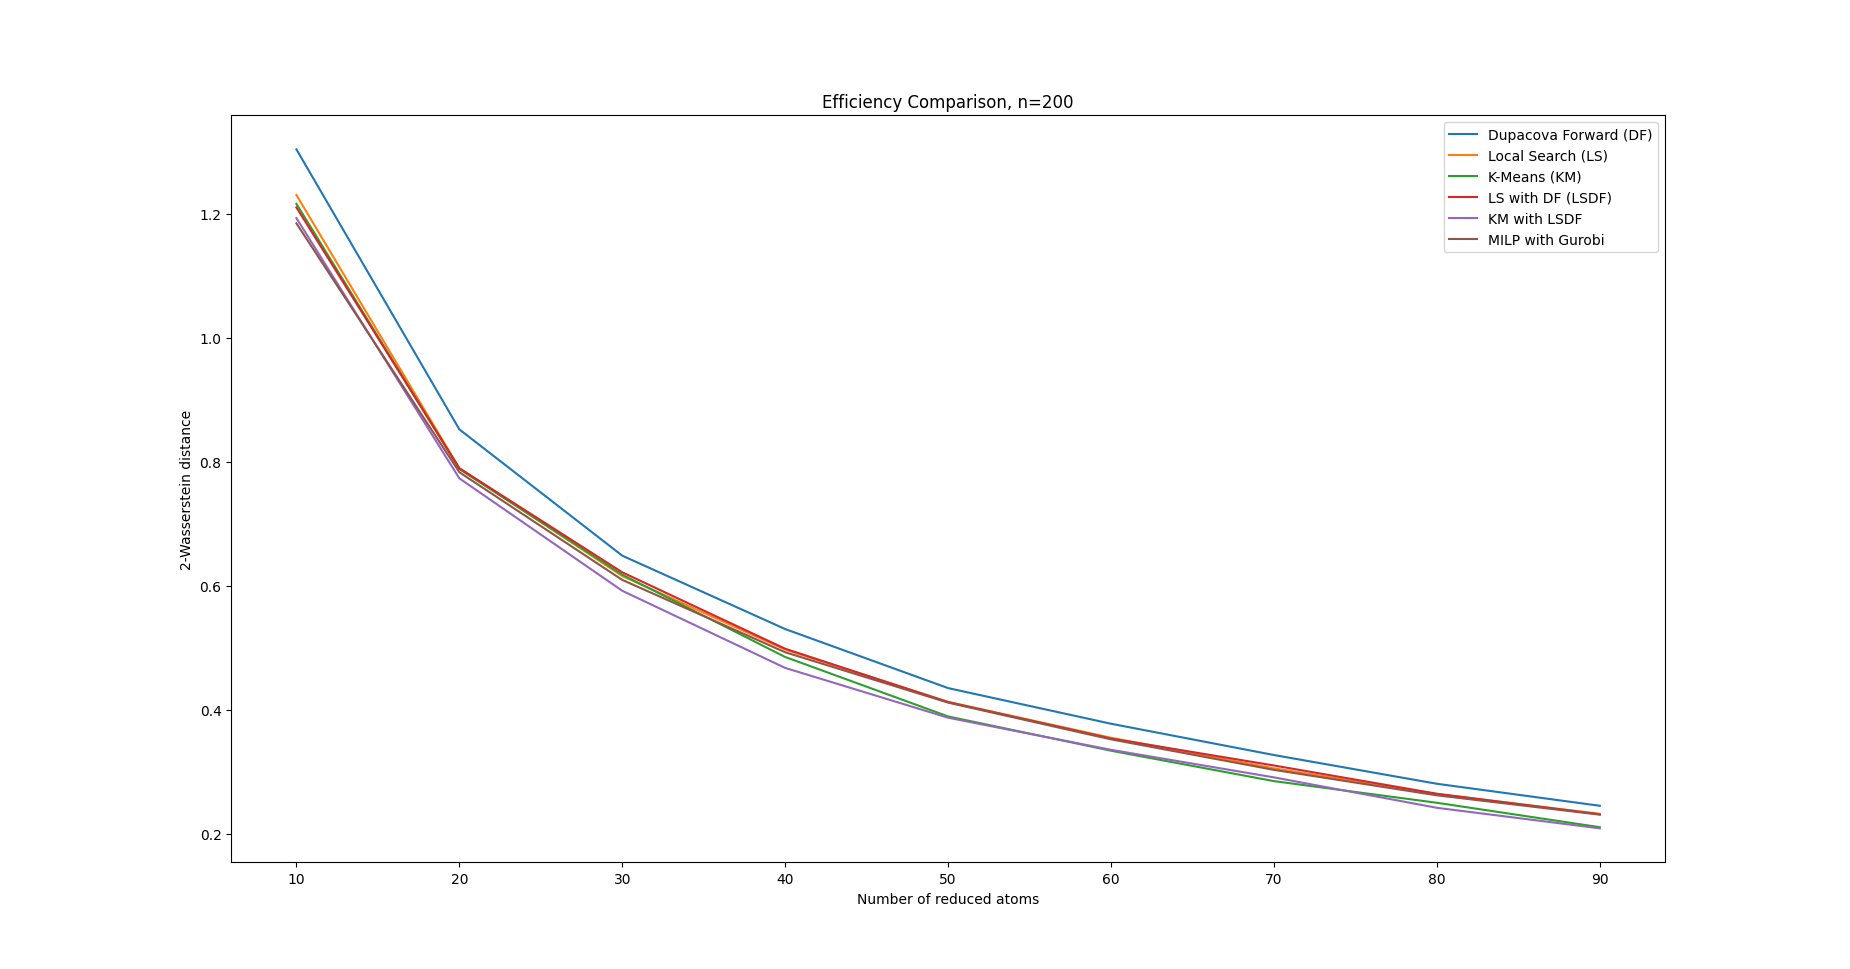 Efficiency Comparison, n=200
Dupacova Forward (DF)
Local Search (LS)
K-Means (KM)
LS with DF (LSDF)
KM with LSDF
MILP with Gurobi
2-Wasserstein distance
1.2
1.0
0.8
0.6
0.4
0.2
10 20 30 40 50 60 70 80 90
Number of reduced atoms